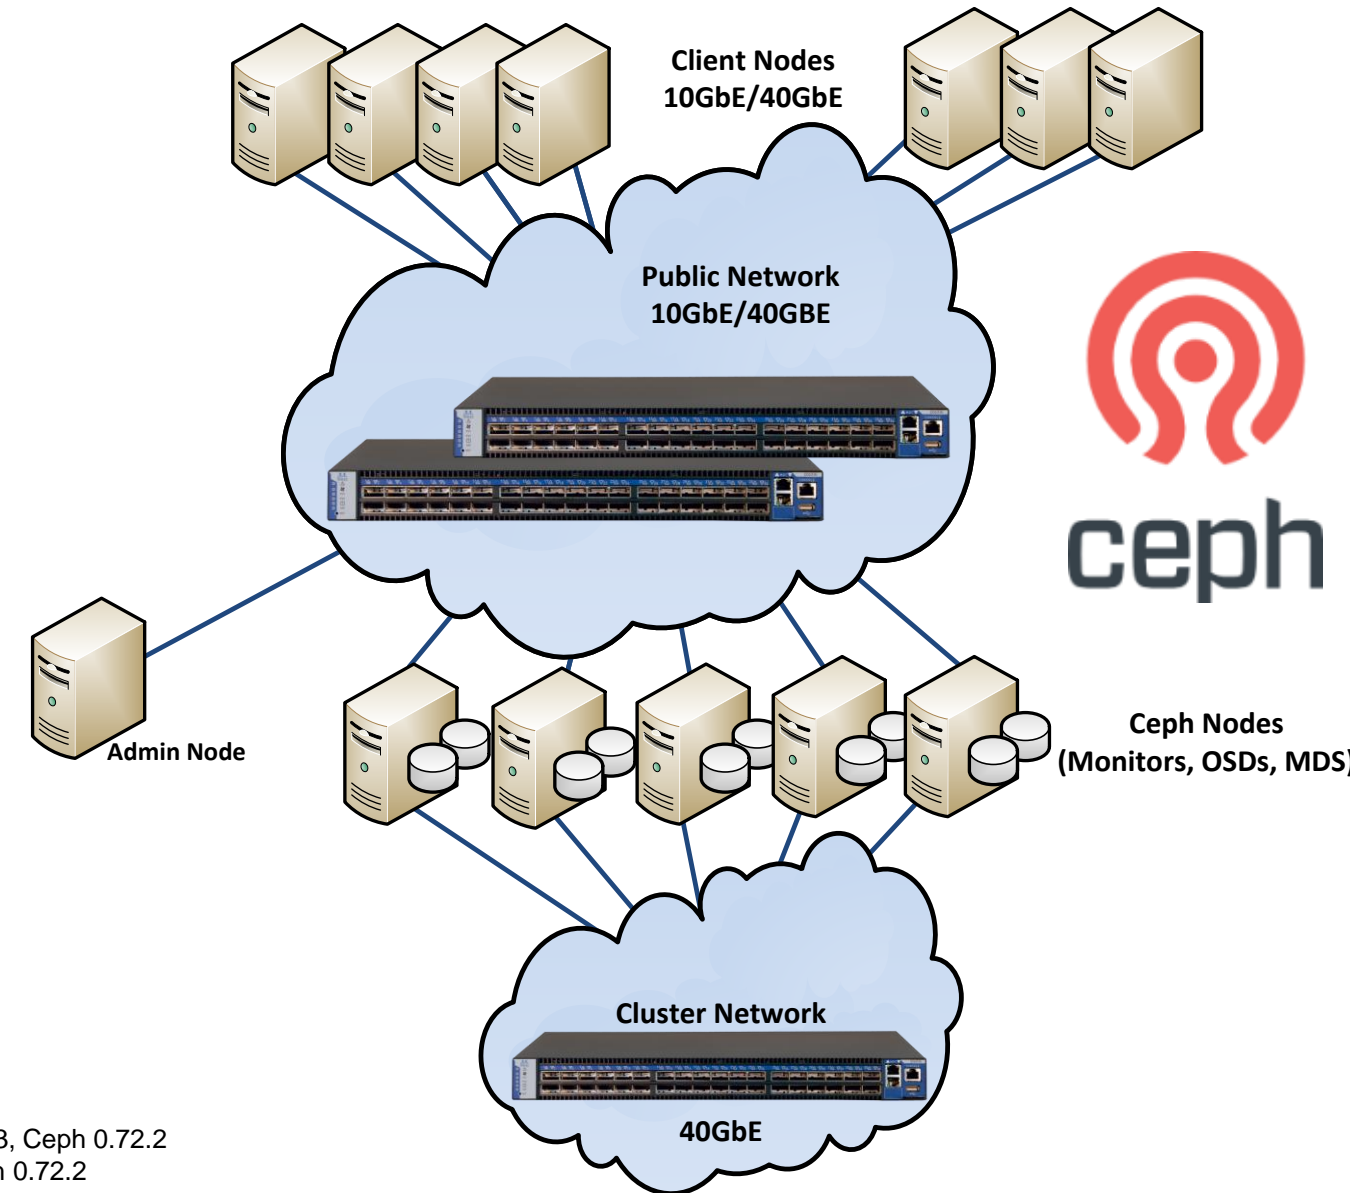 Client Nodes
10GbE/40GbE
Public Network
10GbE/40GBE
ceph
Admin Node
Ceph Nodes
(Monitors, OSDs, MDS)
Cluster Network
40GbE
3, Ceph 0.72.2
0.72.2